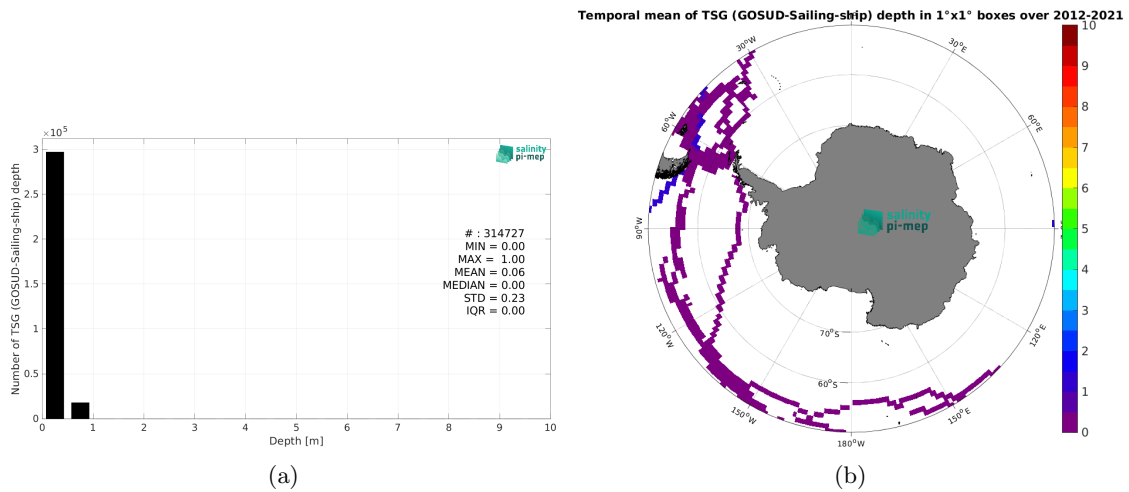 Temporal mean of TSG (GOSUD-Sailing-ship) depth in 1°x1° boxes over 2012-2021
×10^5
Number of TSG (GOSUD-Sailing-ship) depth
3
2.5
2
1.5
1
0.5
0
salinity
pi-mep
# : 314727
MIN = 0.00
MAX = 1.00
MEAN = 0.06
MEDIAN = 0.00
STD = 0.23
IQR = 0.00
0 1 2 3 4 5 6 7 8 9 10
Depth [m]
(a)
30°W
30°E
60°W
60°E
90°W
120°W
120°E
150°W
150°E
180°W
70°S
60°S
salinity
pi-mep
10
9
8
7
6
5
4
3
2
1
0
(b)